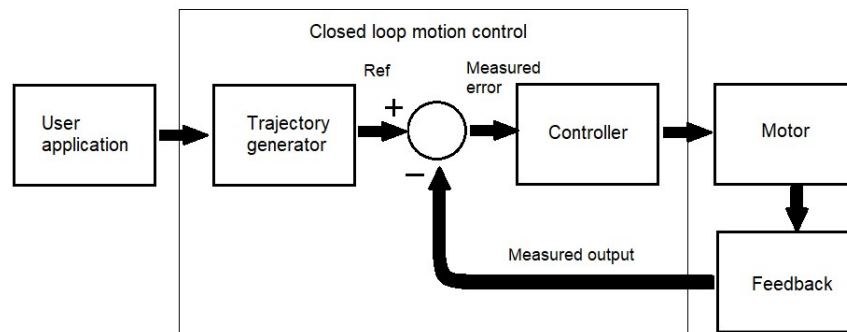 Closed loop motion control
User
application
Trajectory
generator
Ref
+
−
Measured
error
Controller
Motor
Measured output
Feedback